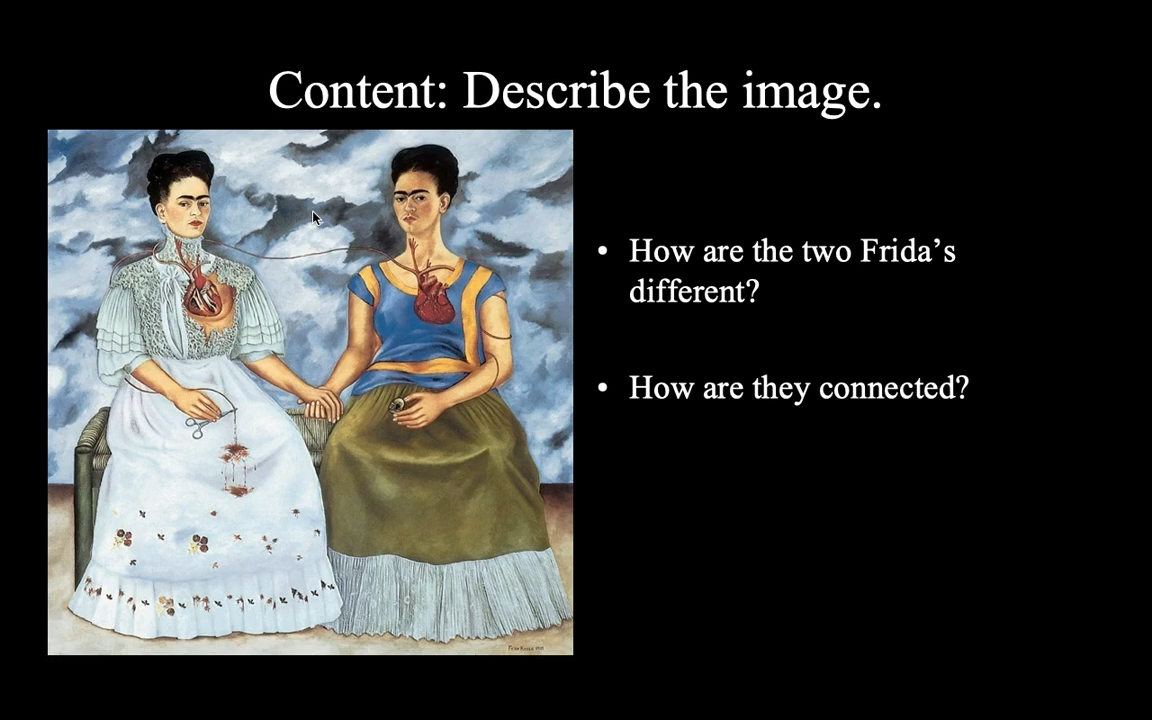 Content: Describe the image.
• How are the two Frida’s
different?
• How are they connected?